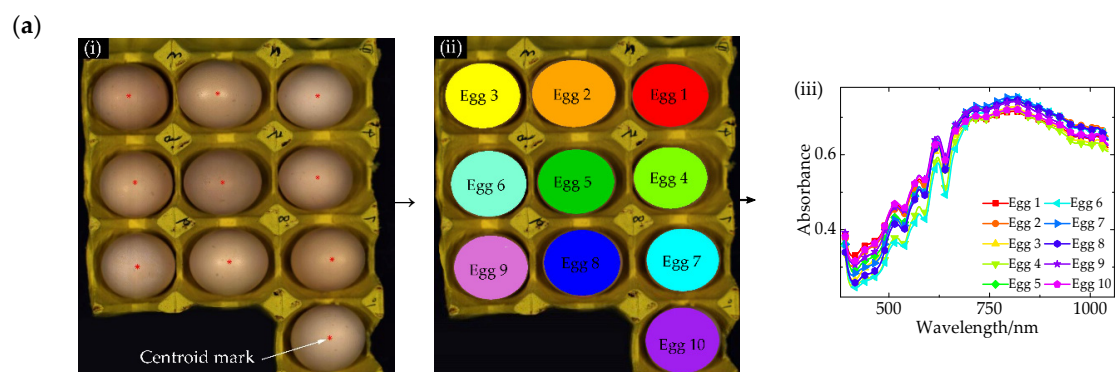 (a)
(i)
Centroid mark
(ii)
Egg 3
Egg 2
Egg 1
Egg 6
Egg 5
Egg 4
Egg 9
Egg 8
Egg 7
Egg 10
(iii)
Absorbance
0.6
0.4
500
750
1000
Wavelength/nm
Egg 1
Egg 6
Egg 2
Egg 7
Egg 3
Egg 8
Egg 4
Egg 9
Egg 5
Egg 10